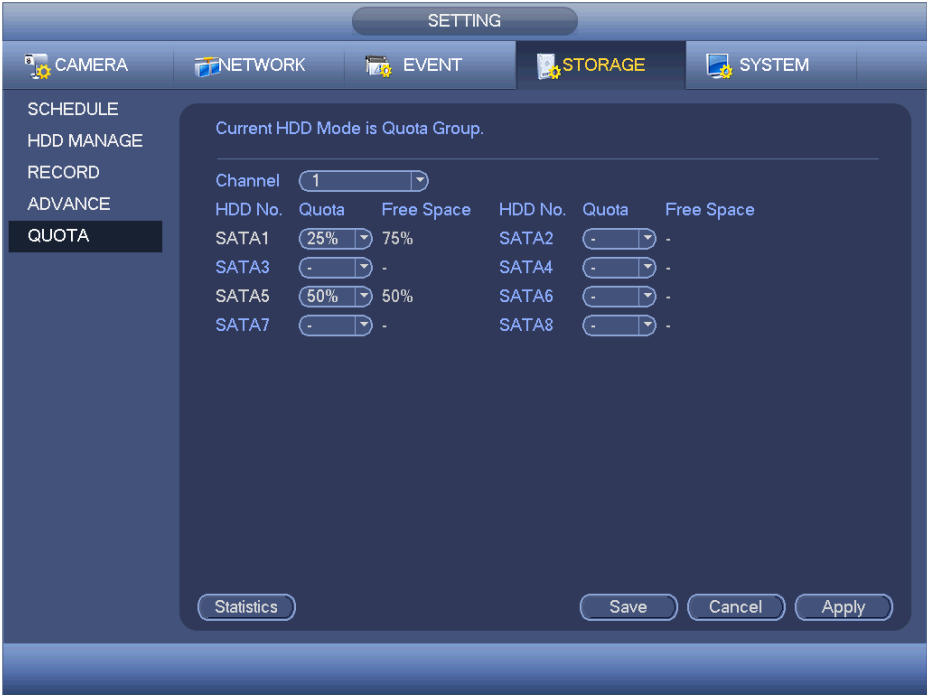 SETTING
CAMERA NETWORK EVENT STORAGE SYSTEM
SCHEDULE
HDD MANAGE
RECORD
ADVANCE
QUOTA
Current HDD Mode is Quota Group.
Channel 1
HDD No. Quota Free Space HDD No. Quota Free Space
SATA1 25% 75% SATA2 - -
SATA3 - - SATA4 - -
SATA5 50% 50% SATA6 - -
SATA7 - - SATA8 - -
Statistics Save Cancel Apply